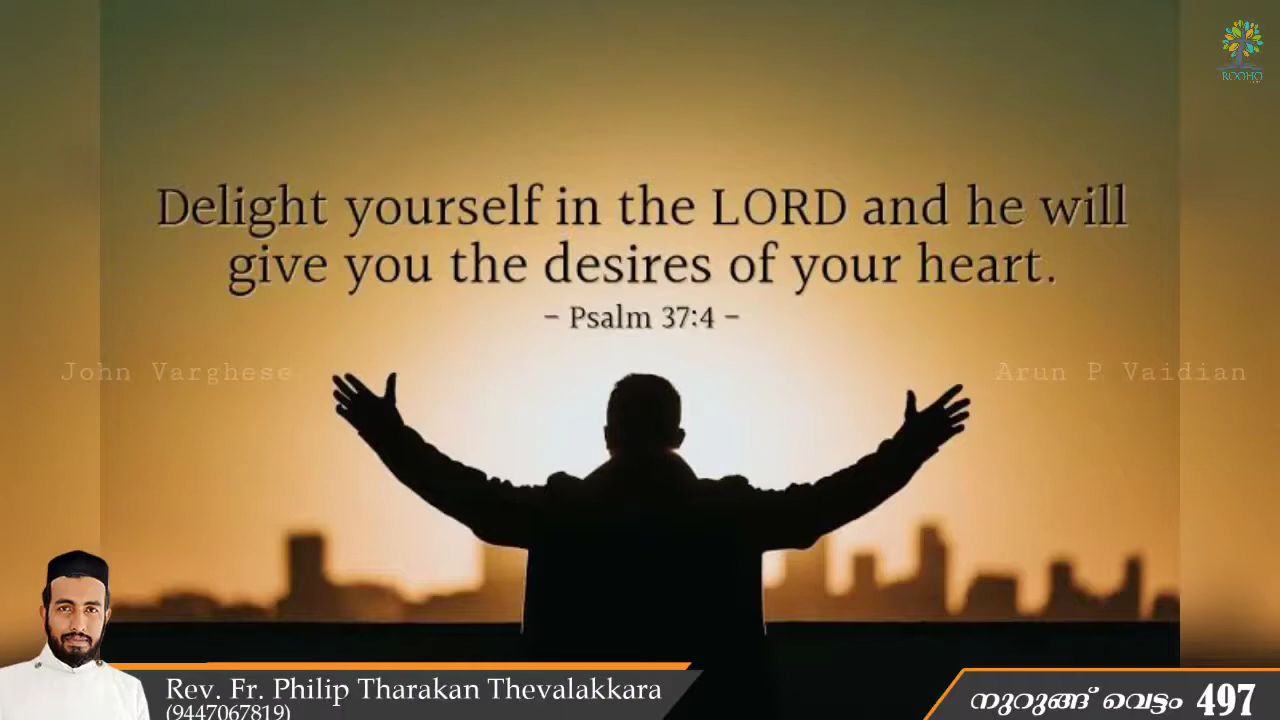 ROOHO
Delight yourself in the LORD and he will
give you the desires of your heart.
- Psalm 37:4 -
John Varghese
Arun P Vaidian
Rev. Fr. Philip Tharakan Thevalakkara
(9447067819)
നുറുങ്ങ് വെട്ടം 497